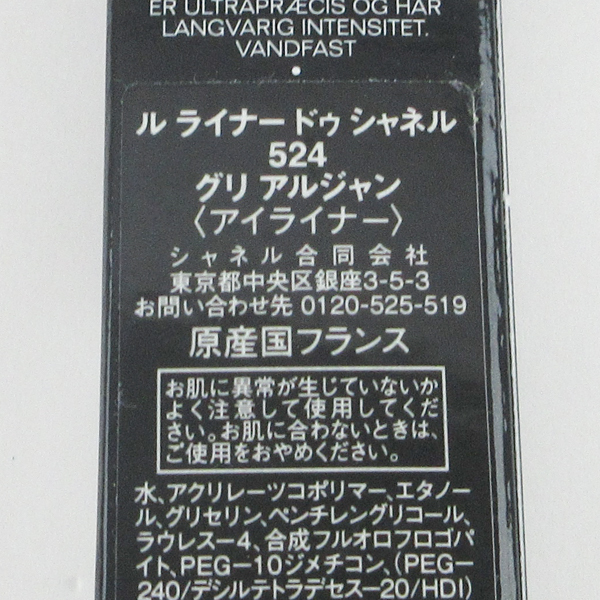 ER ULTRAPRÆCIS OG HAR
LANGVARIG INTENSITET.
VANDFAST
ル ライナー ドゥ シャネル
524
グリ アルジャン
〈アイライナー〉
シャネル合同会社
東京都中央区銀座3-5-3
お問い合わせ先 0120-525-519
原産国フランス
お肌に異常が生じていないか
よく注意して使用してくだ
さい。お肌に合わないときは、
ご使用をおやめください。
水、アクリレーツコポリマー、エタノー
ル、グリセリン、ペンチレングリコール、
ラウレス－4、合成フルオロフロゴパ
イト、PEG－10ジメチコン、(PEG－
240/デシルテトラデセス－20/HDI)